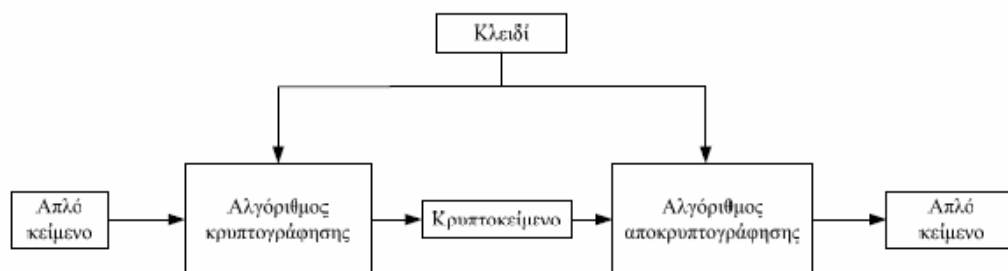 Κλειδί
Απλό
κείμενο
Αλγόριθμος
κρυπτογράφησης
Κρυπτοκείμενο
Αλγόριθμος
αποκρυπτογράφησης
Απλό
κείμενο